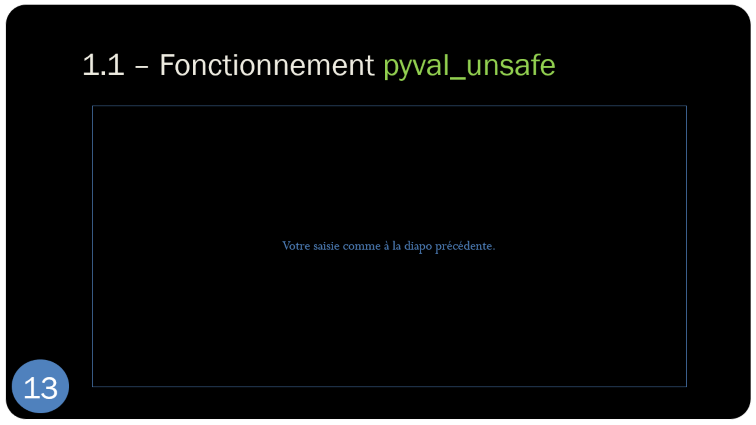 1.1 – Fonctionnement pyval_unsafe
Votre saisie comme à la diapo précédente.
13